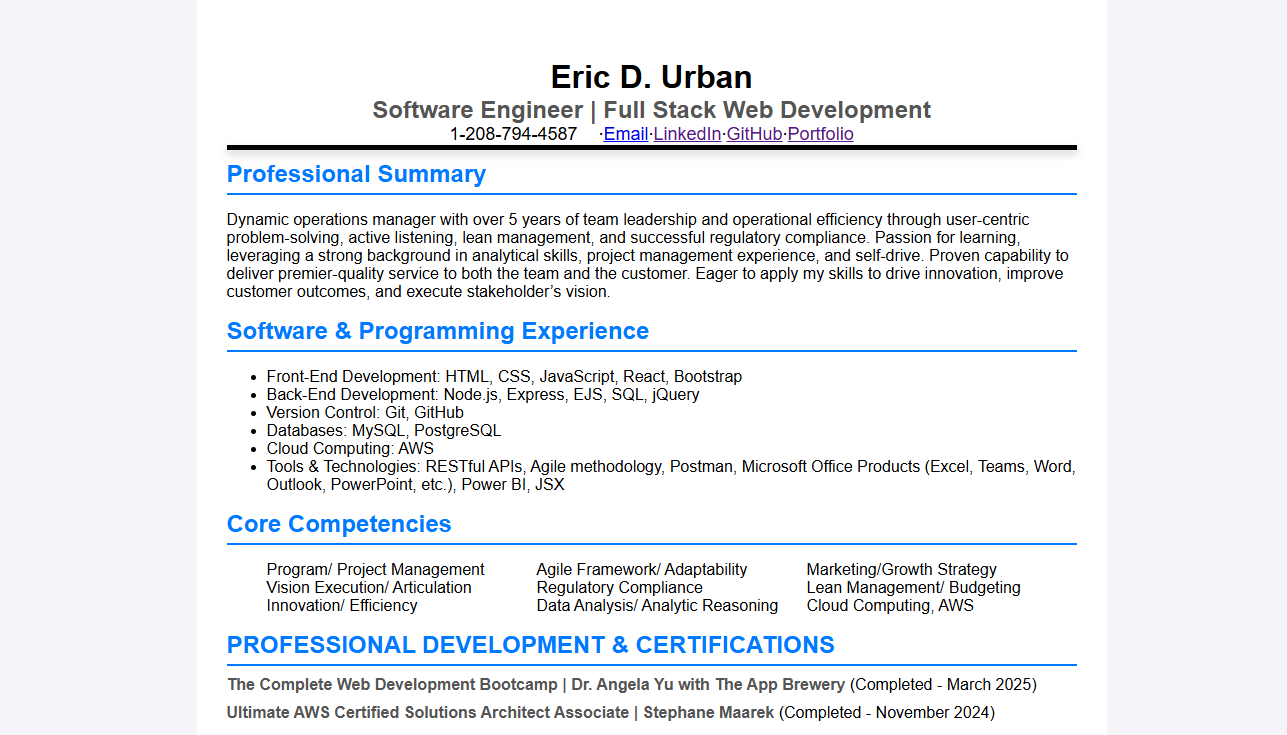 Eric D. Urban
Software Engineer | Full Stack Web Development
1-208-794-4587 ·Email·LinkedIn·GitHub·Portfolio
Professional Summary
Dynamic operations manager with over 5 years of team leadership and operational efficiency through user-centric
problem-solving, active listening, lean management, and successful regulatory compliance. Passion for learning,
leveraging a strong background in analytical skills, project management experience, and self-drive. Proven capability to
deliver premier-quality service to both the team and the customer. Eager to apply my skills to drive innovation, improve
customer outcomes, and execute stakeholder’s vision.
Software & Programming Experience
• Front-End Development: HTML, CSS, JavaScript, React, Bootstrap
• Back-End Development: Node.js, Express, EJS, SQL, jQuery
• Version Control: Git, GitHub
• Databases: MySQL, PostgreSQL
• Cloud Computing: AWS
• Tools & Technologies: RESTful APIs, Agile methodology, Postman, Microsoft Office Products (Excel, Teams, Word,
Outlook, PowerPoint, etc.), Power BI, JSX
Core Competencies
Program/ Project Management Agile Framework/ Adaptability Marketing/Growth Strategy
Vision Execution/ Articulation Regulatory Compliance Lean Management/ Budgeting
Innovation/ Efficiency Data Analysis/ Analytic Reasoning Cloud Computing, AWS
PROFESSIONAL DEVELOPMENT & CERTIFICATIONS
The Complete Web Development Bootcamp | Dr. Angela Yu with The App Brewery (Completed - March 2025)
Ultimate AWS Certified Solutions Architect Associate | Stephane Maarek (Completed - November 2024)